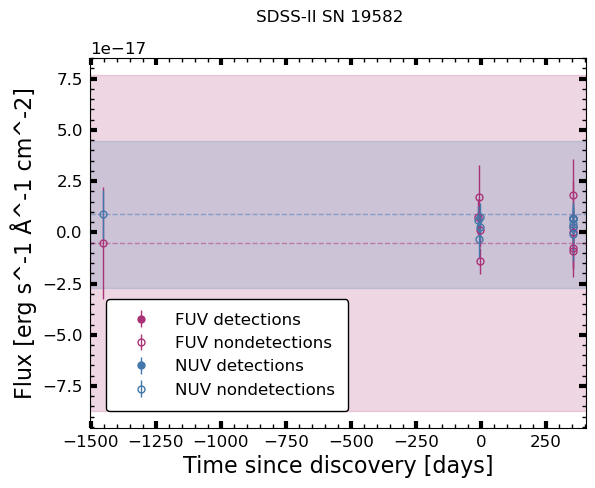 SDSS-II SN 19582
1e−17
7.5
5.0
2.5
0.0
−2.5
−5.0
−7.5
Flux [erg s^-1 Å^-1 cm^-2]
FUV detections
FUV nondetections
NUV detections
NUV nondetections
−1500 −1250 −1000 −750 −500 −250 0 250
Time since discovery [days]